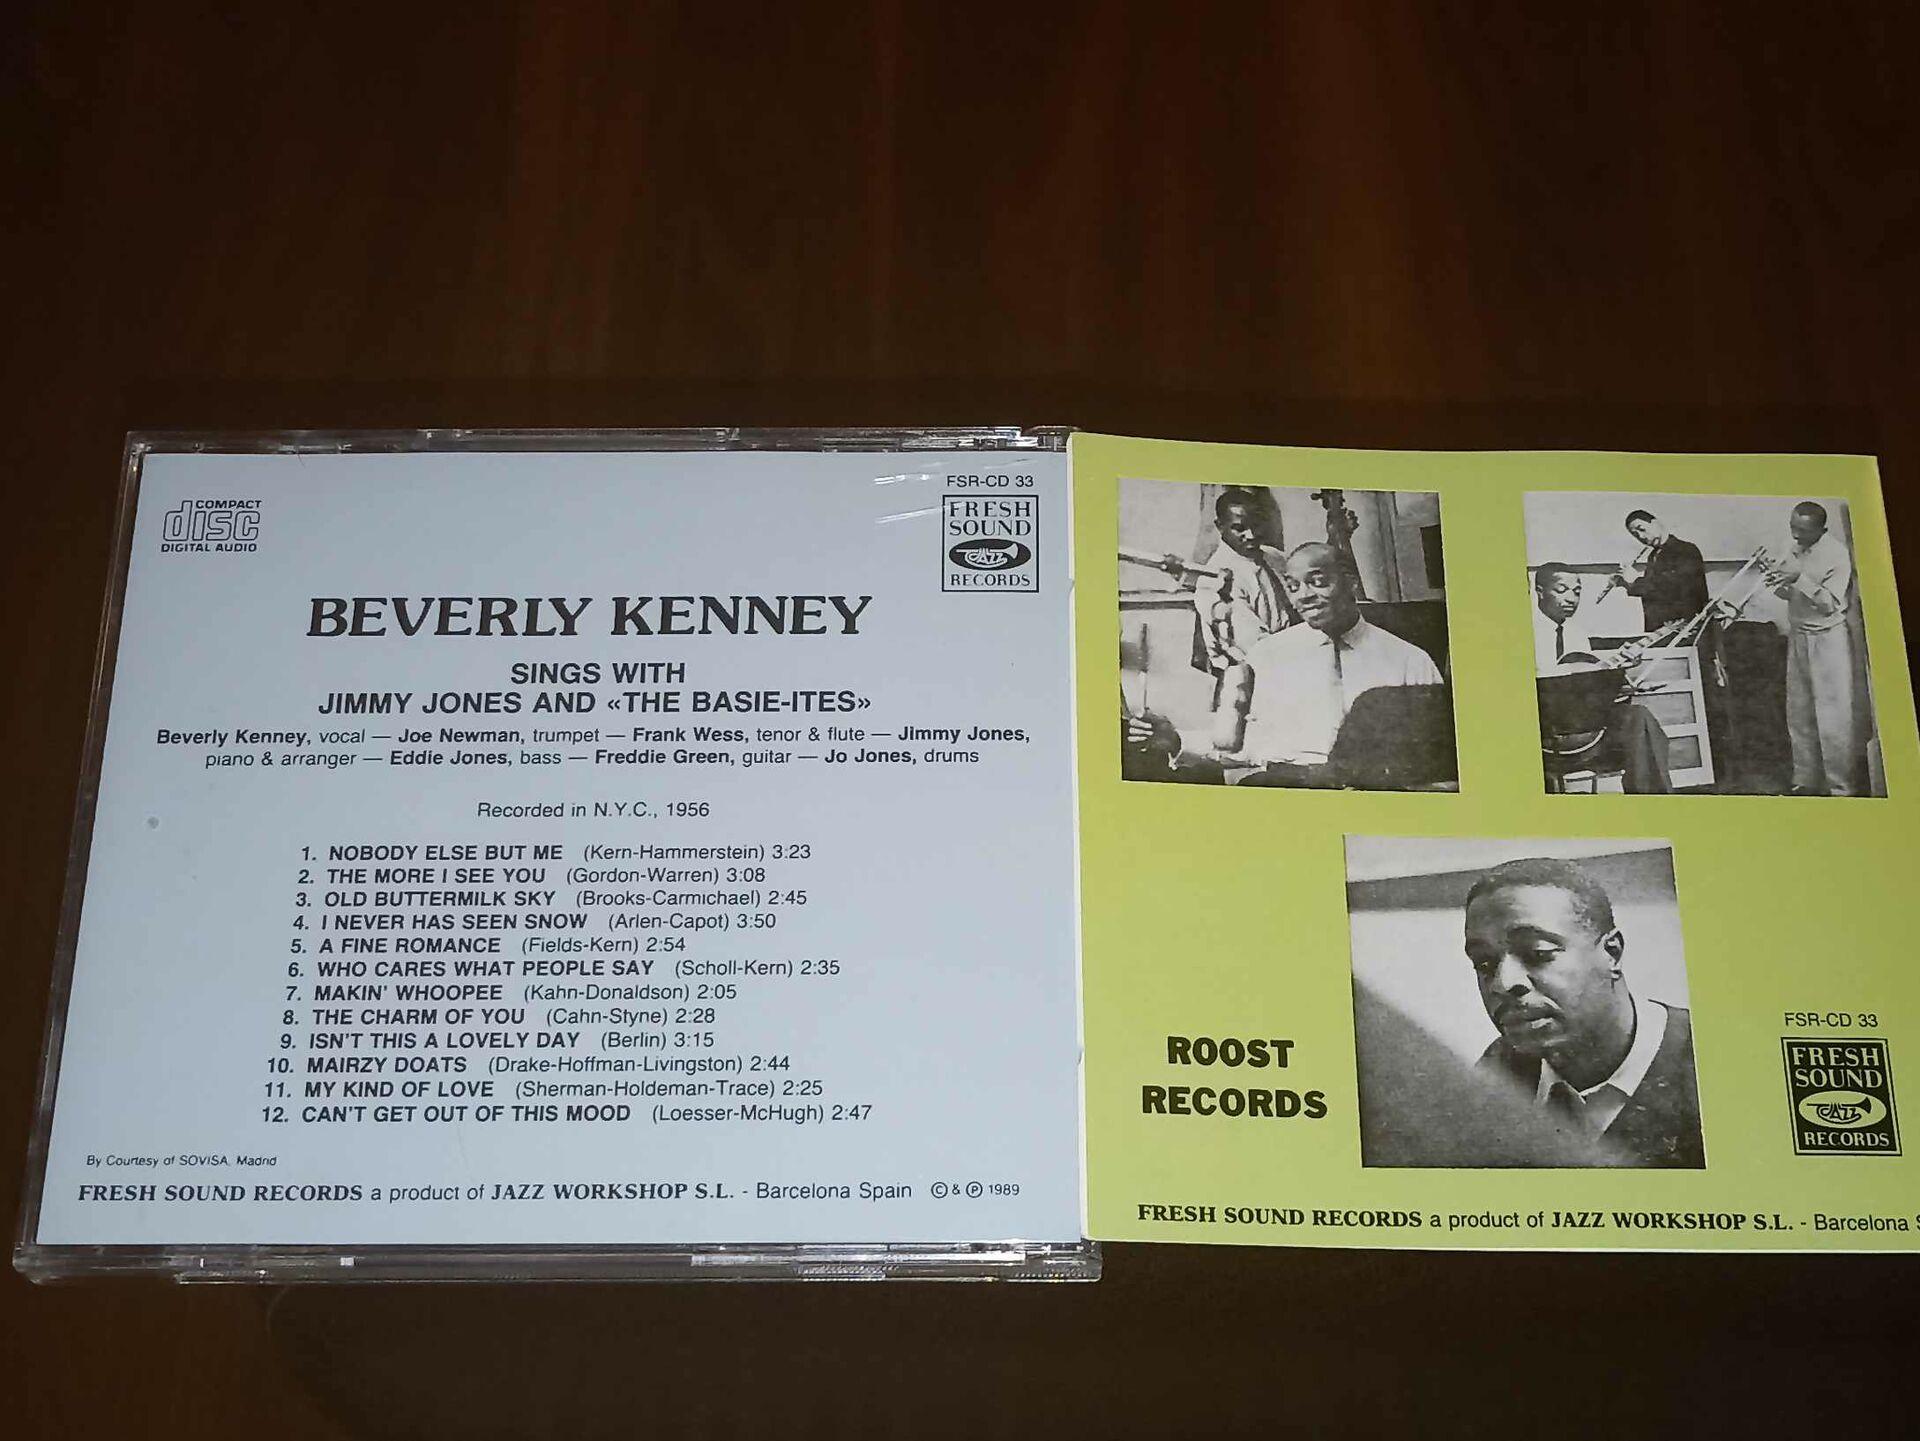 COMPACT
disc
DIGITAL AUDIO
FSR-CD 33
FRESH
SOUND
JAZZ
RECORDS
BEVERLY KENNEY
SINGS WITH
JIMMY JONES AND «THE BASIE-ITES»
Beverly Kenney, vocal — Joe Newman, trumpet — Frank Wess, tenor & flute — Jimmy Jones,
piano & arranger — Eddie Jones, bass — Freddie Green, guitar — Jo Jones, drums
Recorded in N.Y.C., 1956
1. NOBODY ELSE BUT ME (Kern-Hammerstein) 3:23
2. THE MORE I SEE YOU (Gordon-Warren) 3:08
3. OLD BUTTERMILK SKY (Brooks-Carmichael) 2:45
4. I NEVER HAS SEEN SNOW (Arlen-Capot) 3:50
5. A FINE ROMANCE (Fields-Kern) 2:54
6. WHO CARES WHAT PEOPLE SAY (Scholl-Kern) 2:35
7. MAKIN' WHOOPEE (Kahn-Donaldson) 2:05
8. THE CHARM OF YOU (Cahn-Styne) 2:28
9. ISN'T THIS A LOVELY DAY (Berlin) 3:15
10. MAIRZY DOATS (Drake-Hoffman-Livingston) 2:44
11. MY KIND OF LOVE (Sherman-Holdeman-Trace) 2:25
12. CAN'T GET OUT OF THIS MOOD (Loesser-McHugh) 2:47
By Courtesy of SOVISA, Madrid
FRESH SOUND RECORDS a product of JAZZ WORKSHOP S.L. - Barcelona Spain © & ℗ 1989
ROOST
RECORDS
FSR-CD 33
FRESH
SOUND
JAZZ
RECORDS
FRESH SOUND RECORDS a product of JAZZ WORKSHOP S.L. - Barcelona S